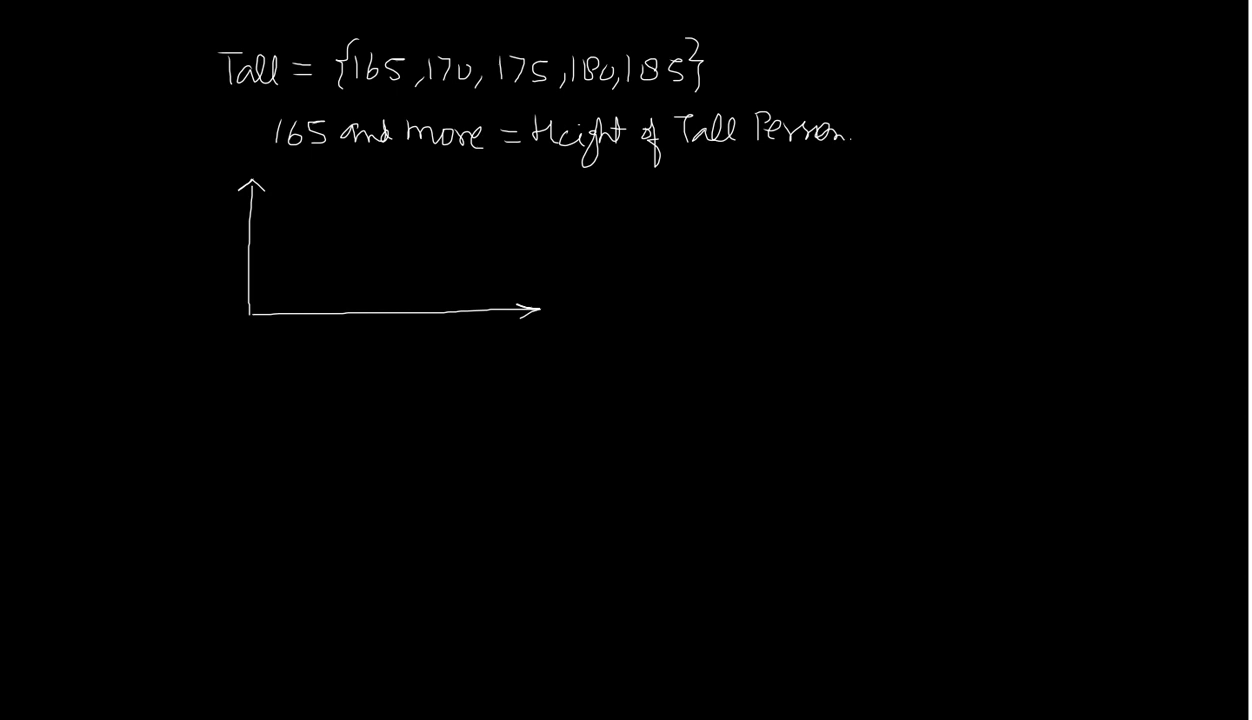 Tall = {165, 170, 175, 180, 185}
165 and more = Height of Tall Person.